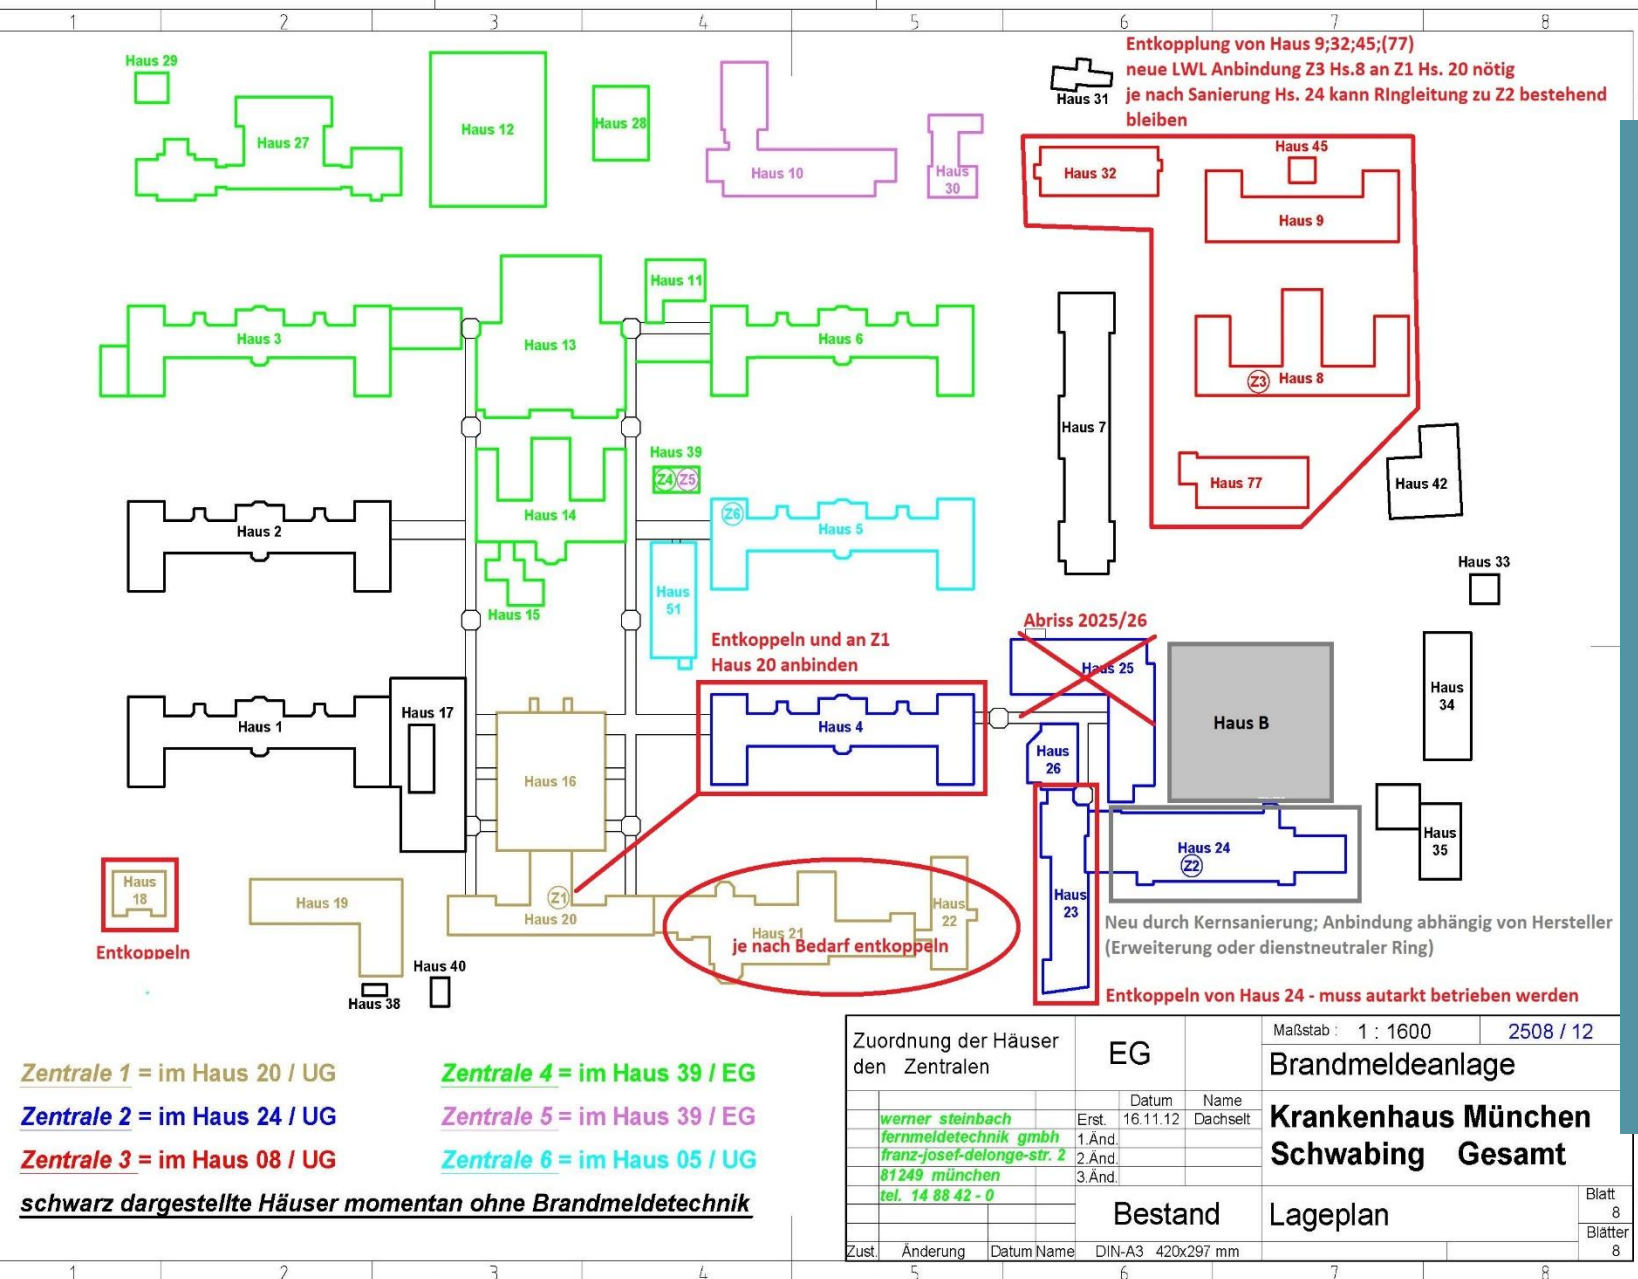 1 2 3 4 5 6 7 8
Entkopplung von Haus 9;32;45;(77)
neue LWL Anbindung Z3 Hs.8 an Z1 Hs. 20 nötig
je nach Sanierung Hs. 24 kann RIngleitung zu Z2 bestehend
bleiben
Haus 29
Haus 27
Haus 12
Haus 28
Haus 10
Haus
30
Haus 31
Haus 32
Haus 45
Haus 9
Haus 11
Haus 3
Haus 13
Haus 6
Z3
Haus 8
Haus 7
Haus 39
Z4 Z5
Haus 77
Haus 42
Haus 2
Haus 14
Z6
Haus 5
Haus 33
Haus
51
Haus 15
Abriss 2025/26
Entkoppeln und an Z1
Haus 20 anbinden
Haus 25
Haus
34
Haus 17
Haus 1
Haus 4
Haus B
Haus
26
Haus 16
Haus
35
Haus 24
Z2
Haus
18
Haus 19
Z1
Haus 20
Haus
22
Haus
23
Haus 21
je nach Bedarf entkoppeln
Neu durch Kernsanierung; Anbindung abhängig von Hersteller
(Erweiterung oder dienstneutraler Ring)
Entkoppeln
Haus 40
Haus 38
Entkoppeln von Haus 24 - muss autarkt betrieben werden
Zentrale 1 = im Haus 20 / UG
Zentrale 2 = im Haus 24 / UG
Zentrale 3 = im Haus 08 / UG
Zentrale 4 = im Haus 39 / EG
Zentrale 5 = im Haus 39 / EG
Zentrale 6 = im Haus 05 / UG
schwarz dargestellte Häuser momentan ohne Brandmeldetechnik
Zuordnung der Häuser
den Zentralen
EG
Maßstab : 1 : 1600
2508 / 12
Brandmeldeanlage
Datum Name
werner steinbach
fernmeldetechnik gmbh
franz-josef-delonge-str. 2
81249 münchen
tel. 14 88 42 - 0
Erst. 16.11.12 Dachselt
1.Änd.
2.Änd.
3.Änd.
Krankenhaus München
Schwabing Gesamt
Bestand
Lageplan
Blatt
8
Blätter
8
Zust. Änderung Datum Name
DIN-A3 420x297 mm
1 2 3 4 5 6 7 8